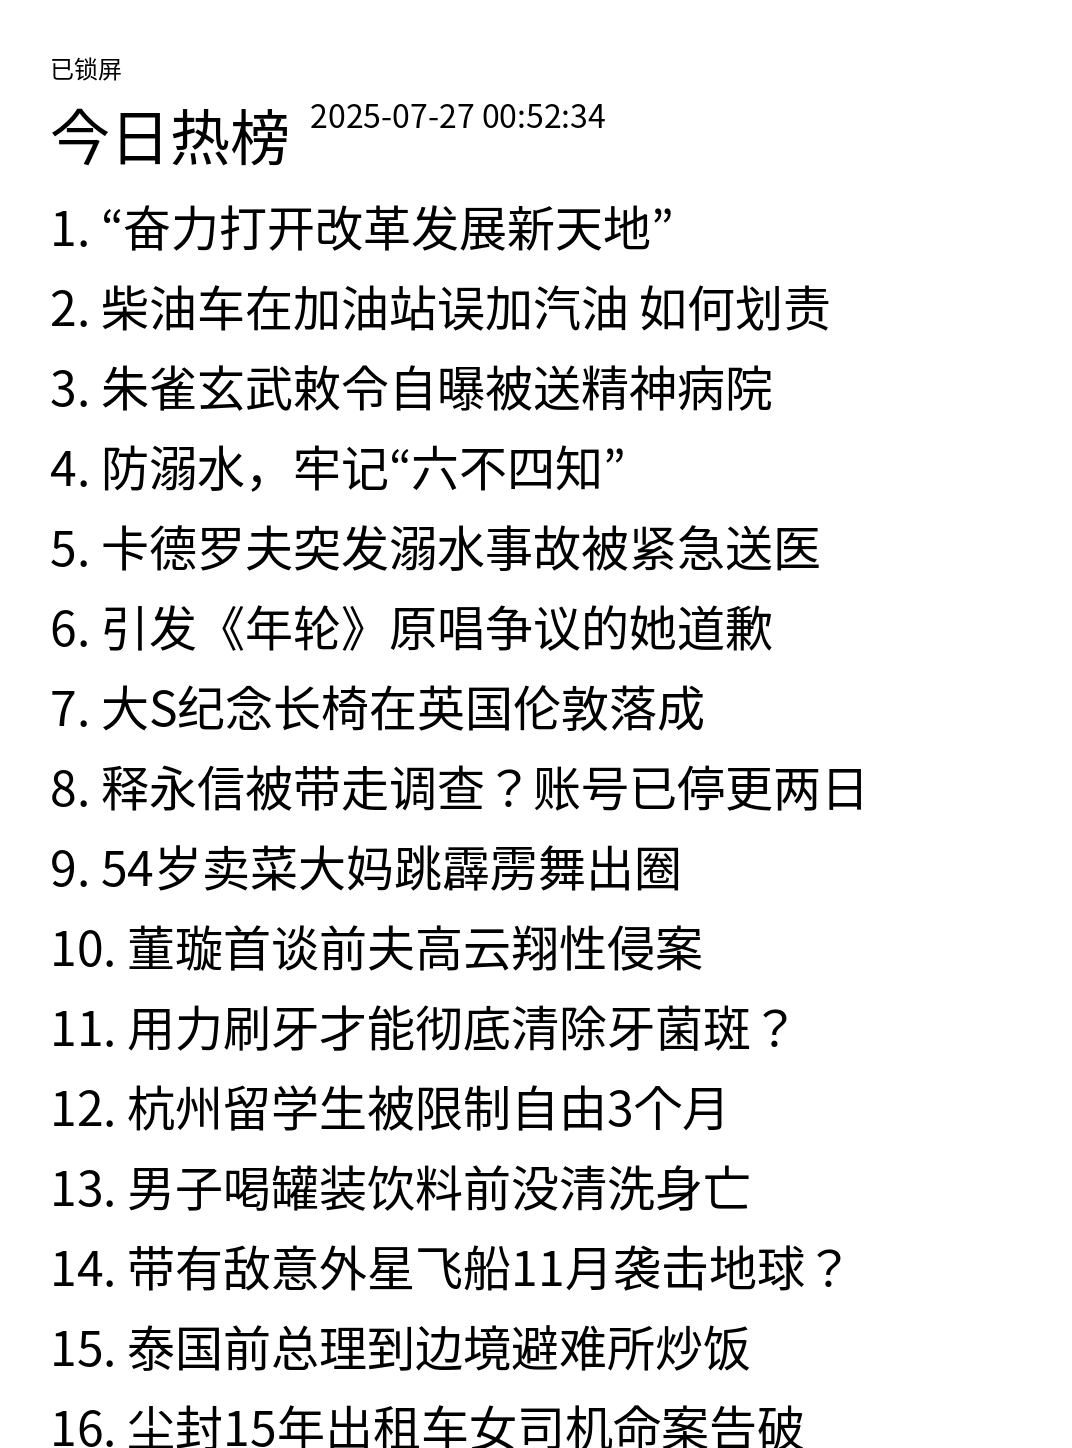 已锁屏
今日热榜 2025-07-27 00:52:34
1. “奋力打开改革发展新天地”
2. 柴油车在加油站误加汽油 如何划责
3. 朱雀玄武敕令自曝被送精神病院
4. 防溺水，牢记“六不四知”
5. 卡德罗夫突发溺水事故被紧急送医
6. 引发《年轮》原唱争议的她道歉
7. 大S纪念长椅在英国伦敦落成
8. 释永信被带走调查？账号已停更两日
9. 54岁卖菜大妈跳霹雳舞出圈
10. 董璇首谈前夫高云翔性侵案
11. 用力刷牙才能彻底清除牙菌斑？
12. 杭州留学生被限制自由3个月
13. 男子喝罐装饮料前没清洗身亡
14. 带有敌意外星飞船11月袭击地球？
15. 泰国前总理到边境避难所炒饭
16. 尘封15年出租车女司机命案告破